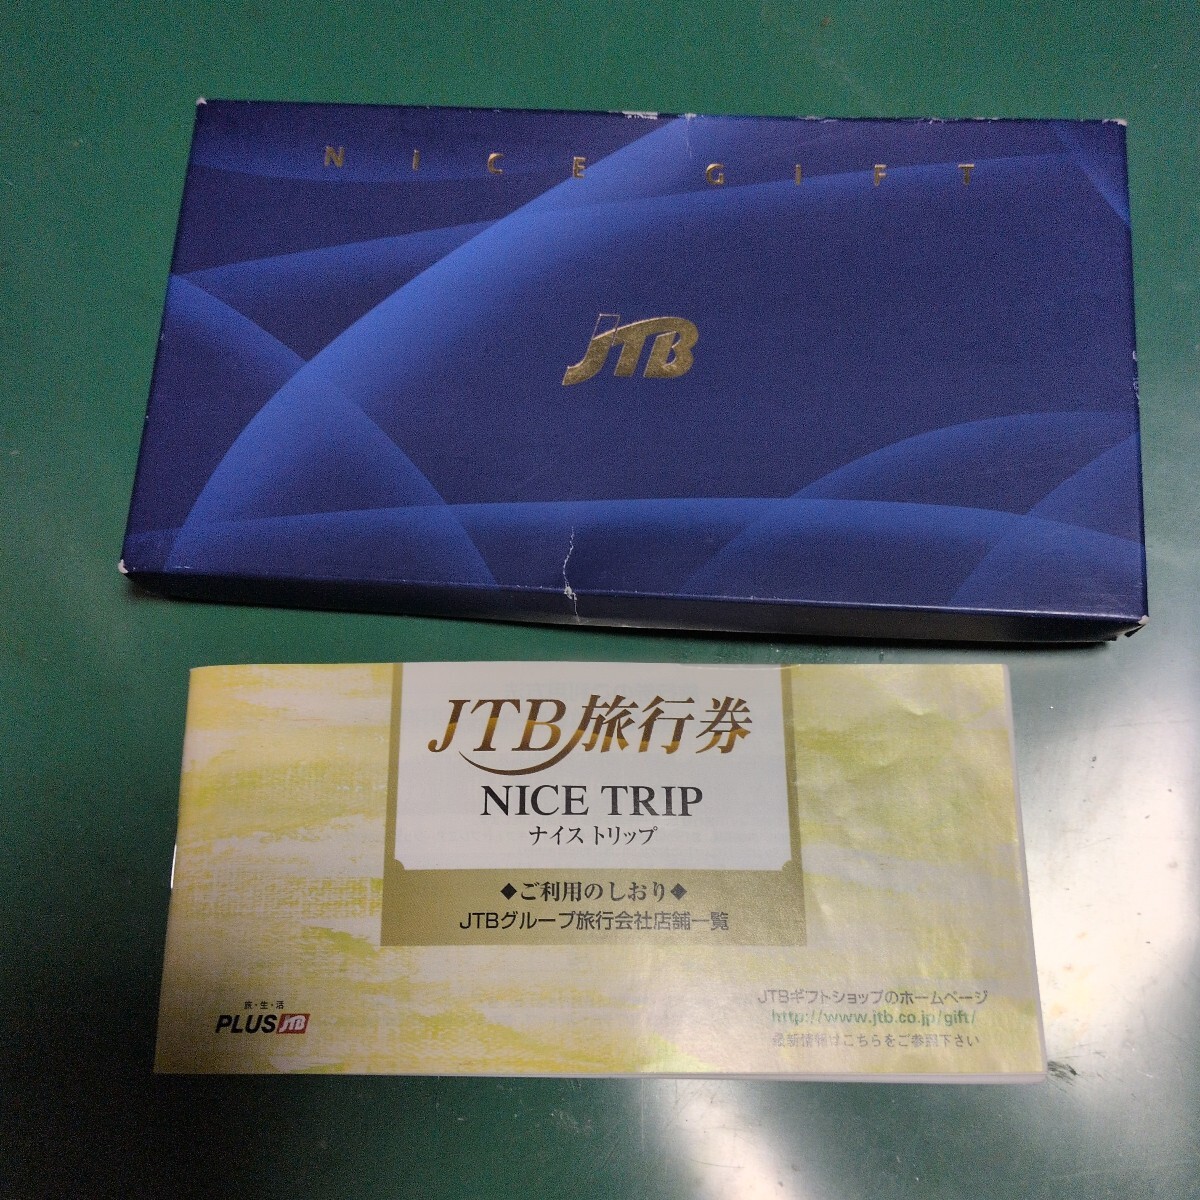 NiCE GiFT
JTB
JTB旅行券
NICE TRIP
ナイス トリップ
◆ご利用のしおり◆
JTBグループ旅行会社店舗一覧
旅・生・活
PLUS JTB
JTBギフトショップのホームページ
http://www.jtb.co.jp/gift/
最新情報はこちらをご参照下さい